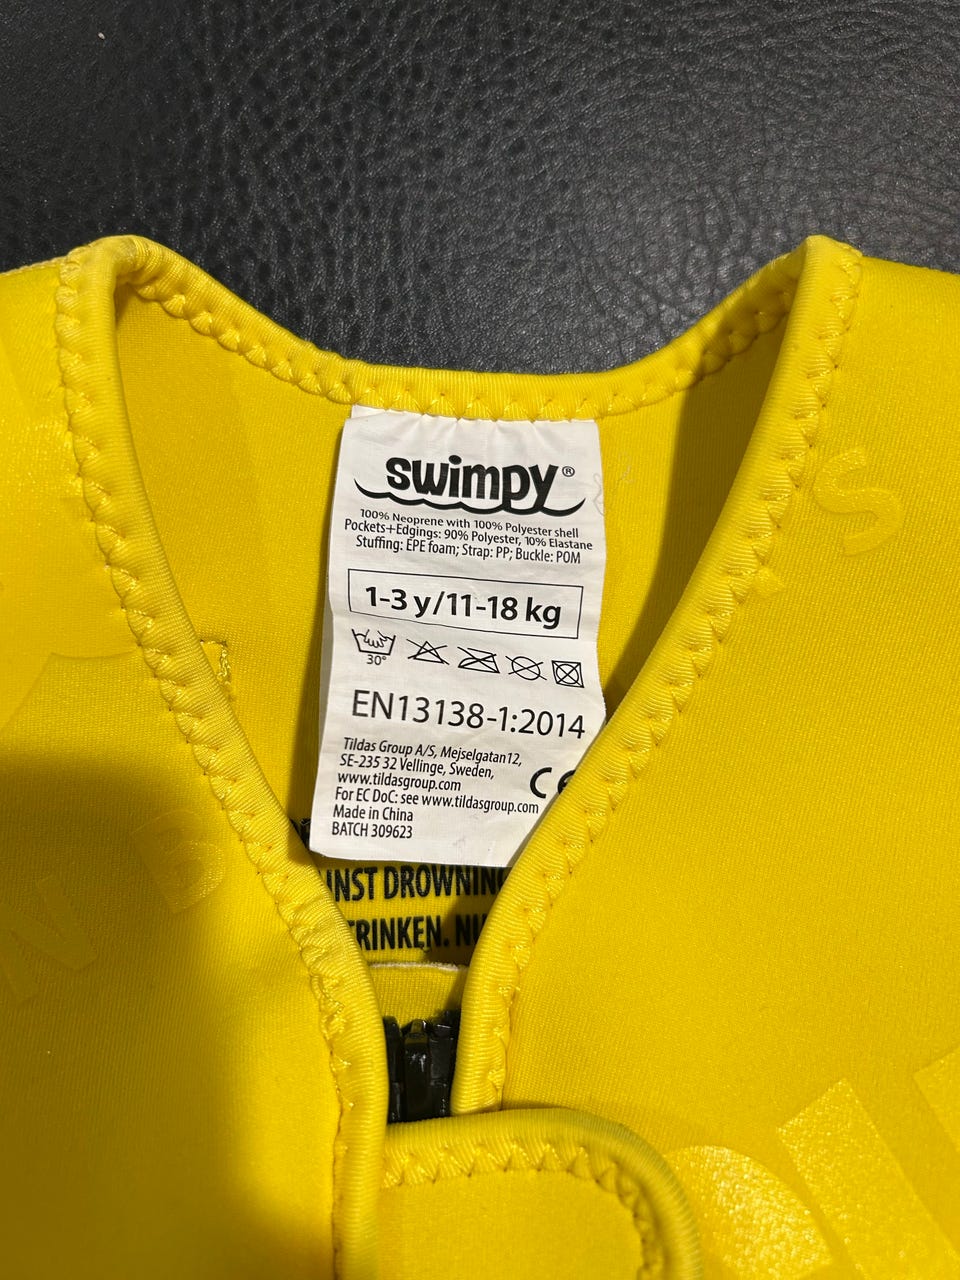 swimpy®
100% Neoprene with 100% Polyester shell
Pockets+Edgings: 90% Polyester, 10% Elastane
Stuffing: EPE foam; Strap: PP; Buckle: POM
1-3 y/11-18 kg
30°
EN13138-1:2014
Tildas Group A/S, Mejselgatan12,
SE-235 32 Vellinge, Sweden,
www.tildasgroup.com
For EC DoC: see www.tildasgroup.com
Made in China
BATCH 309623
CE
DROWNING
N B
S